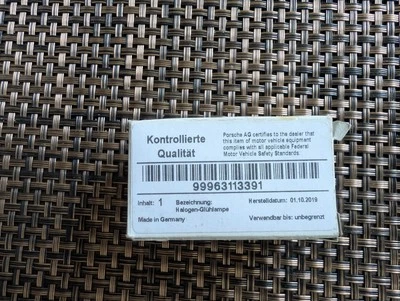 Kontrollierte
Qualität
Porsche AG certifies to the dealer that
this item of motor vehicle equipment
complies with all applicable Federal
Motor Vehicle Safety Standards.
99963113391
Inhalt: 1 Bezeichnung: Herstelldatum: 01.10.2019
Halogen-Glühlampe
Made in Germany Verwendbar bis: unbegrenzt